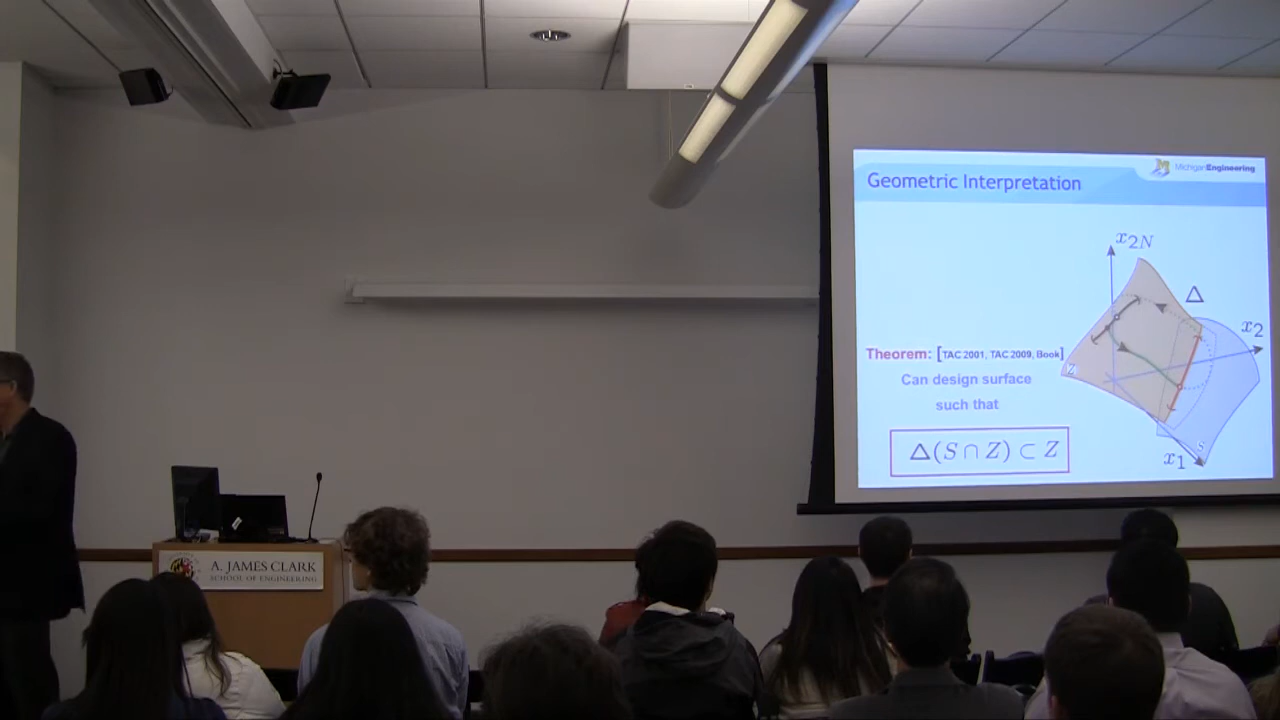 Michigan Engineering
Geometric Interpretation
x2N
Δ
x2
Theorem: [TAC 2001, TAC 2009, Book]
Can design surface
such that
Δ(S ∩ Z) ⊂ Z
S
x1
A. JAMES CLARK
SCHOOL OF ENGINEERING